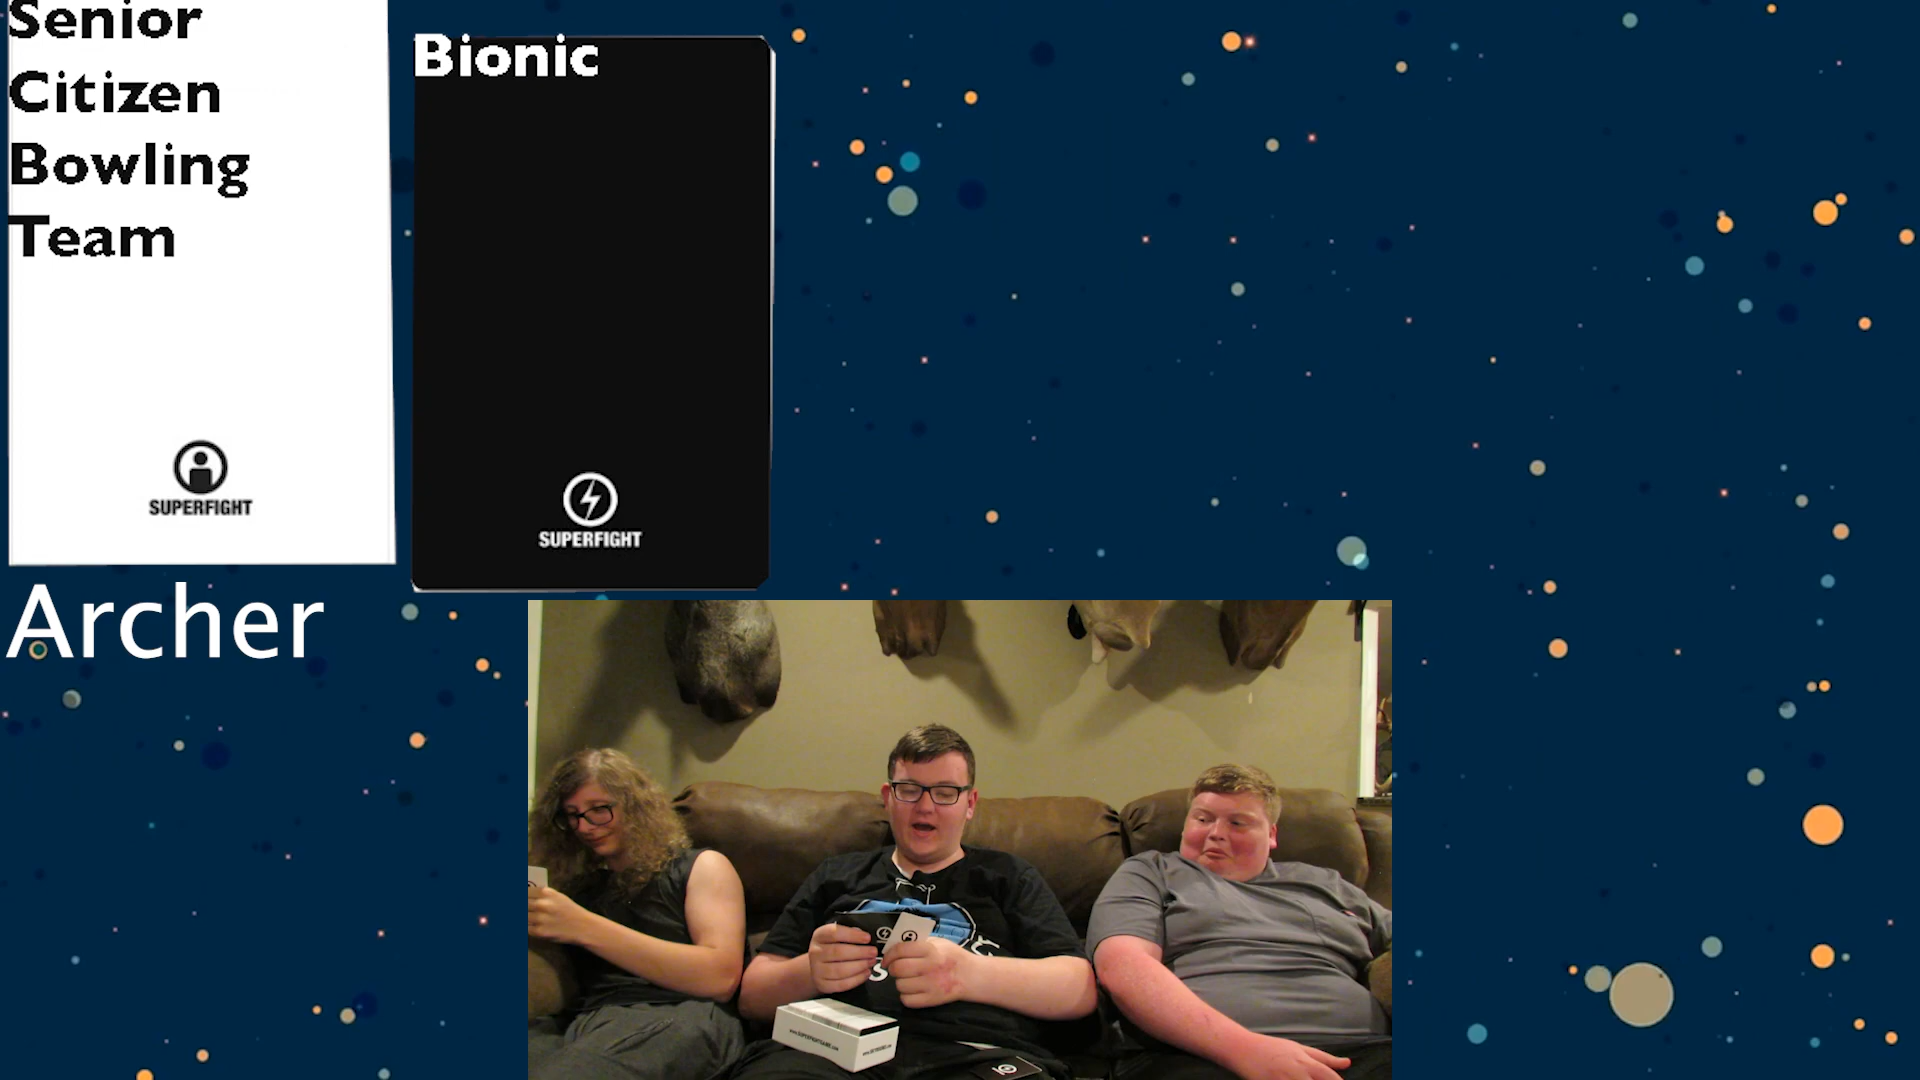 Senior
Citizen
Bowling
Team
SUPERFIGHT
Bionic
SUPERFIGHT
Archer